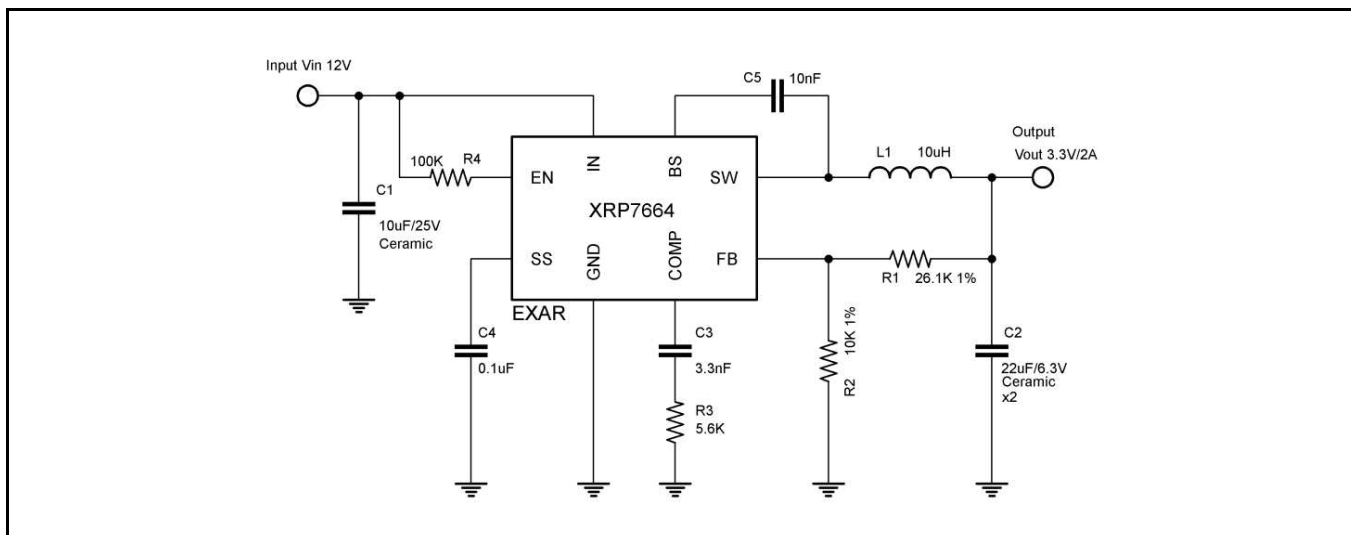 Input Vin 12V
C5
10nF
Output
Vout 3.3V/2A
L1
10uH
100K
R4
EN
IN
BS
SW
C1
10uF/25V
Ceramic
XRP7664
SS
GND
COMP
FB
R1
26.1K 1%
EXAR
C4
0.1uF
C3
3.3nF
10K 1%
R2
C2
22uF/6.3V
Ceramic
x2
R3
5.6K